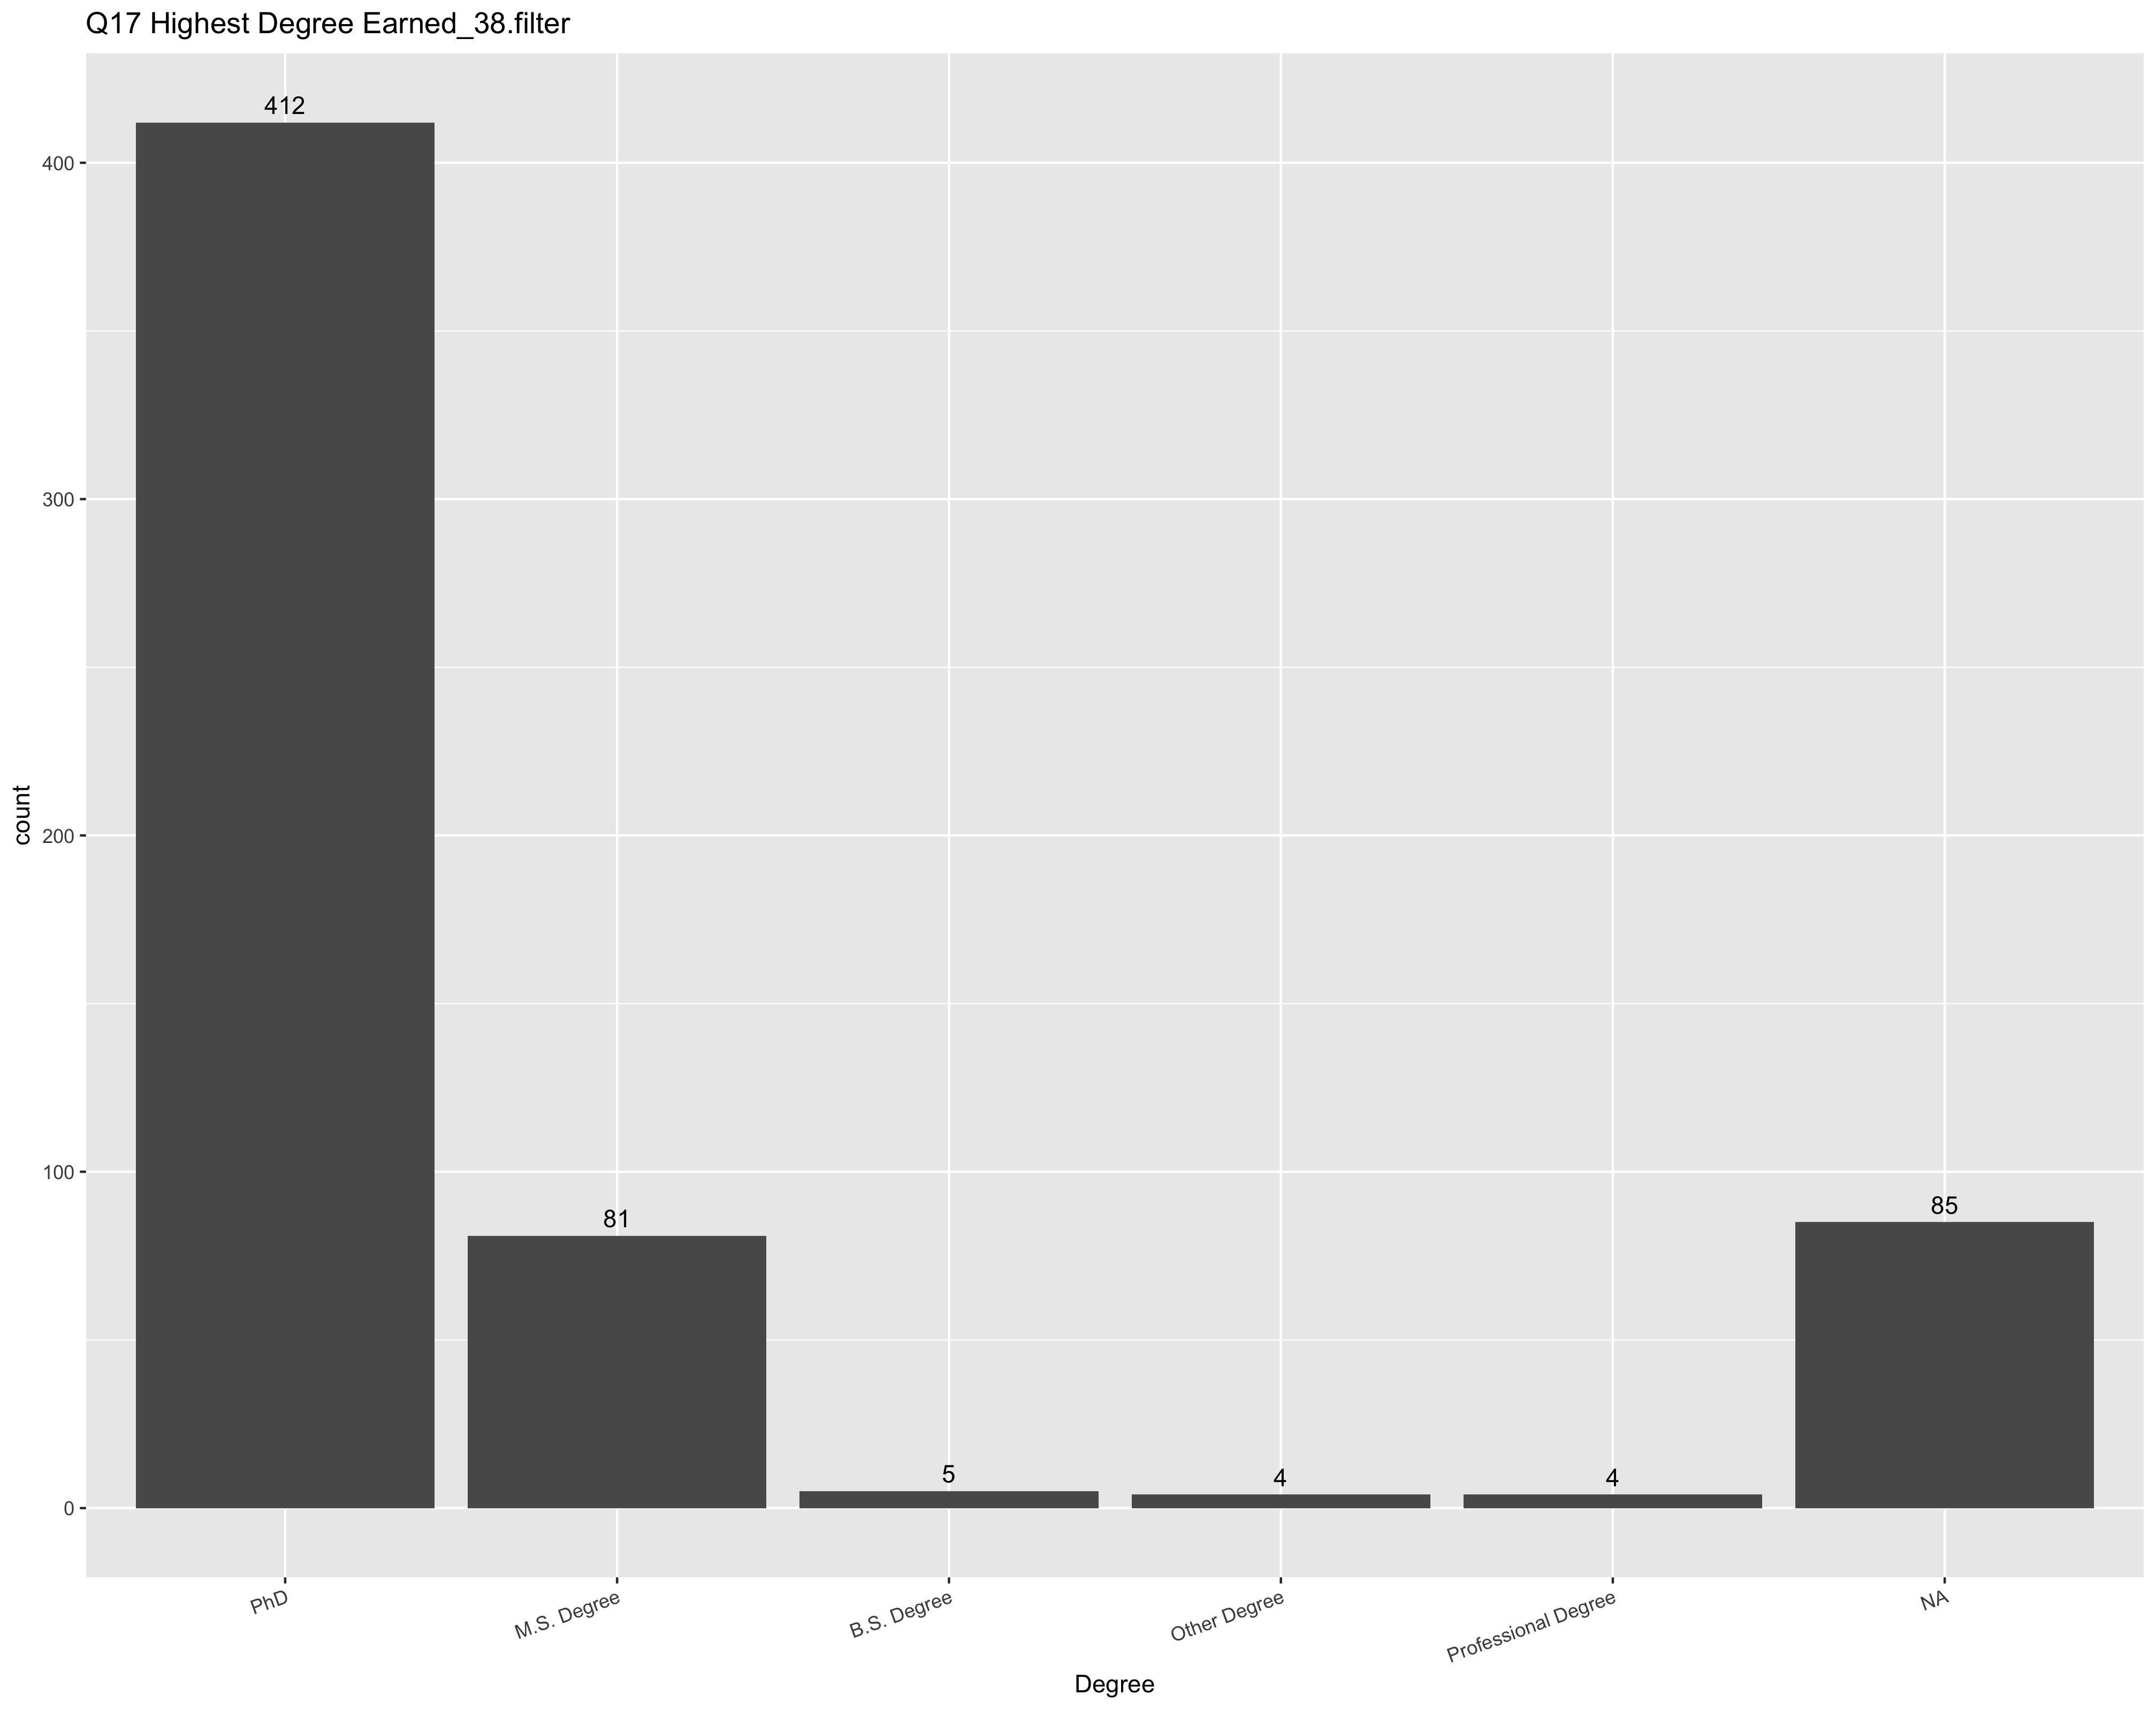 Q17 Highest Degree Earned_38.filter
412
400
300
200
100
0
count
81
5
4
4
85
PhD
M.S. Degree
B.S. Degree
Other Degree
Professional Degree
NA
Degree